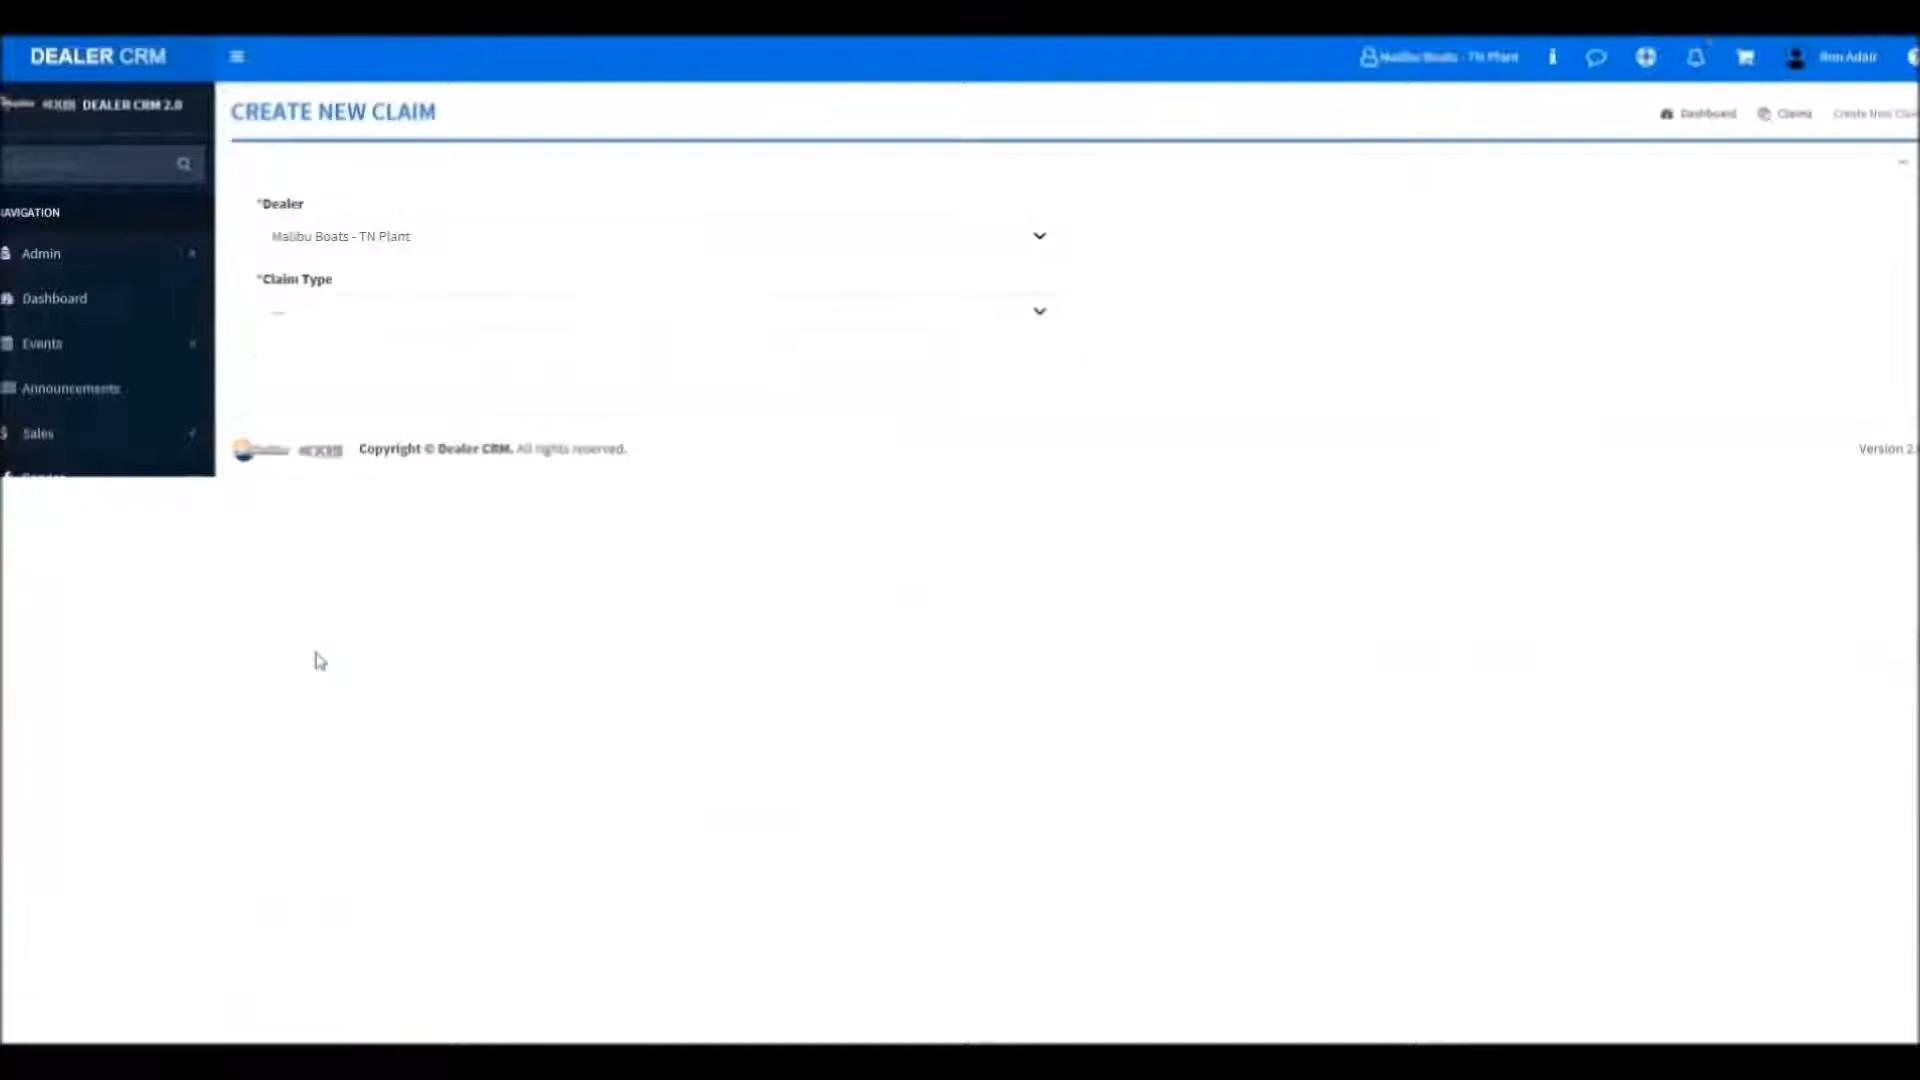 DEALER CRM
Malibu Boats - TN Plant
Ron Adair
DEALER CRM 2.0
CREATE NEW CLAIM
Dashboard
Claims
Create New Clai
AVIGATION
*Dealer
Malibu Boats - TN Plant
Admin
*Claim Type
Dashboard
---
Events
Announcements
Sales
Copyright © Dealer CRM. All rights reserved.
Version 2.